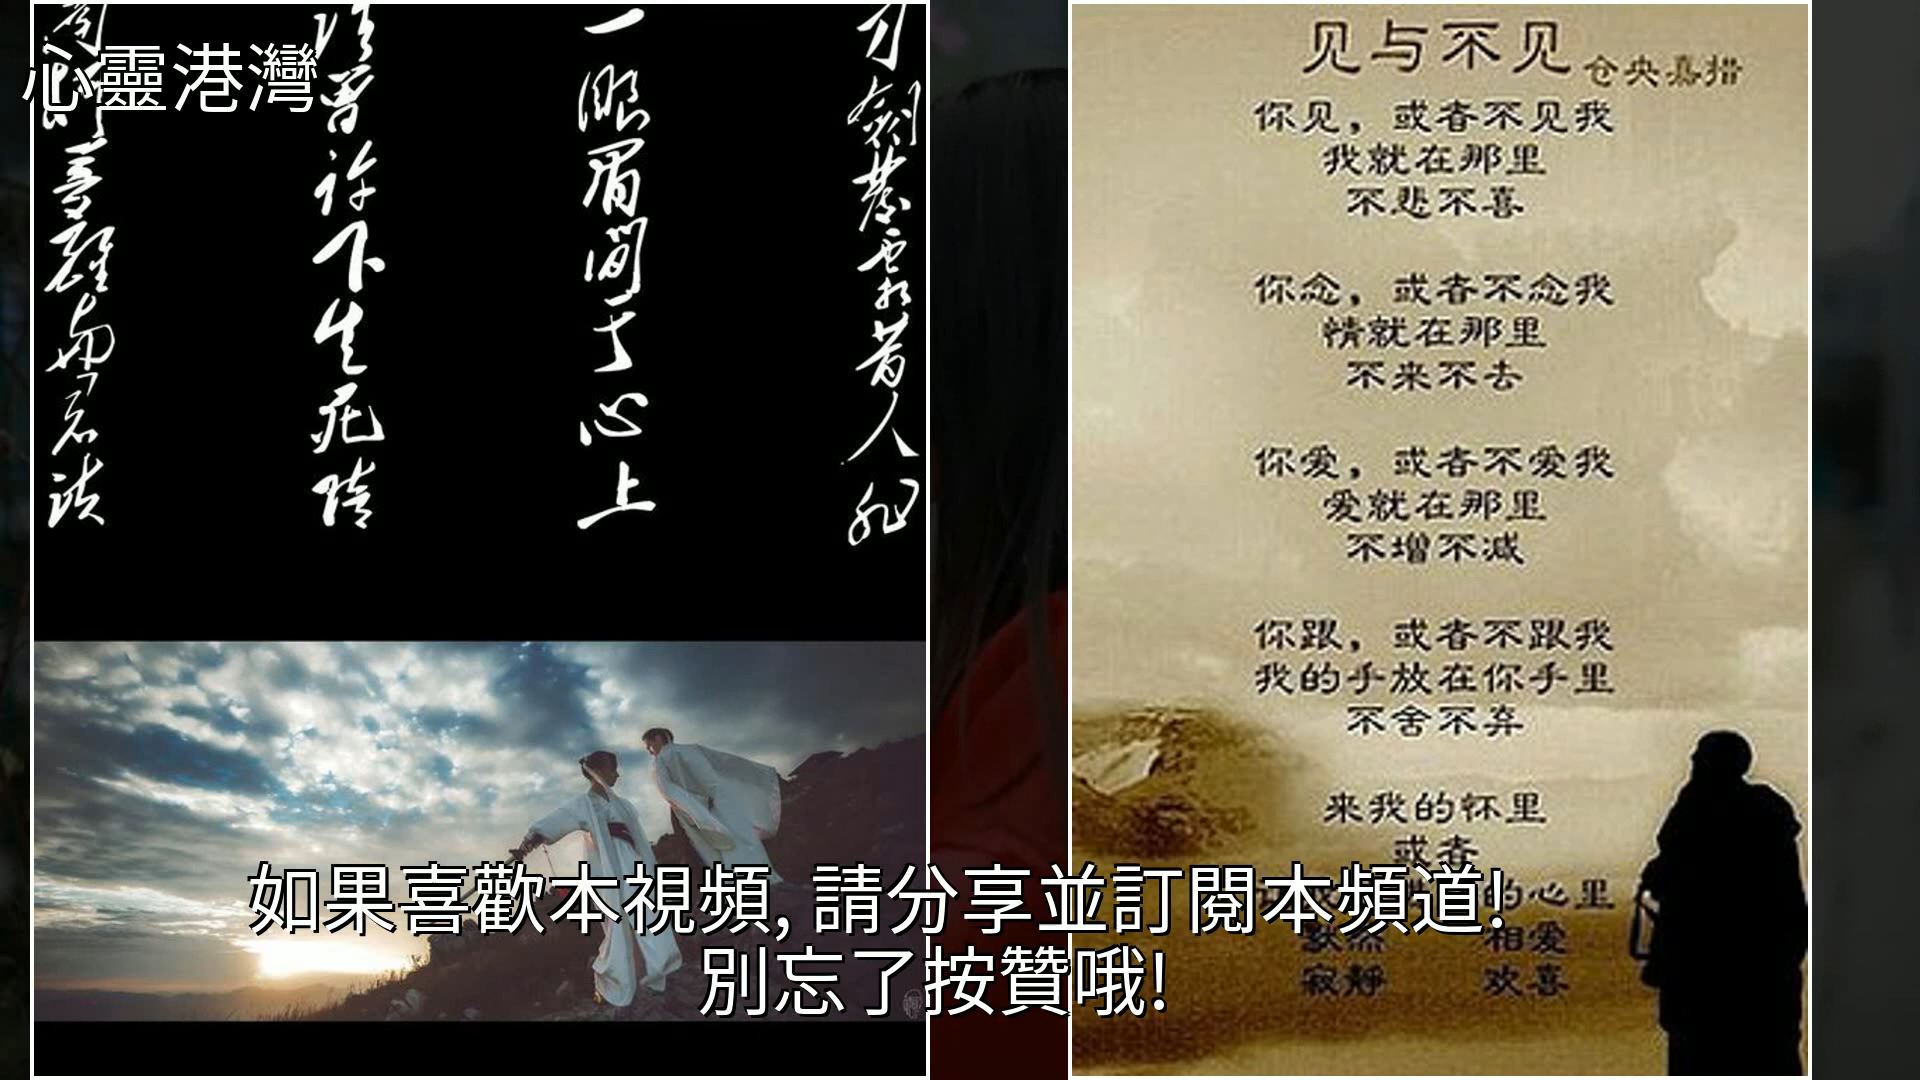 心靈港灣
一眼眉間于心上
曾许下生死
见与不见
仓央嘉措
你见，或者不见我
我就在那里
不悲不喜
你念，或者不念我
情就在那里
不来不去
你爱，或者不爱我
爱就在那里
不增不减
你跟，或者不跟我
我的手放在你手里
不舍不弃
来我的怀里
或者
的心里
默然 相爱
寂静 欢喜
如果喜歡本視頻, 請分享並訂閱本頻道!
別忘了按贊哦!